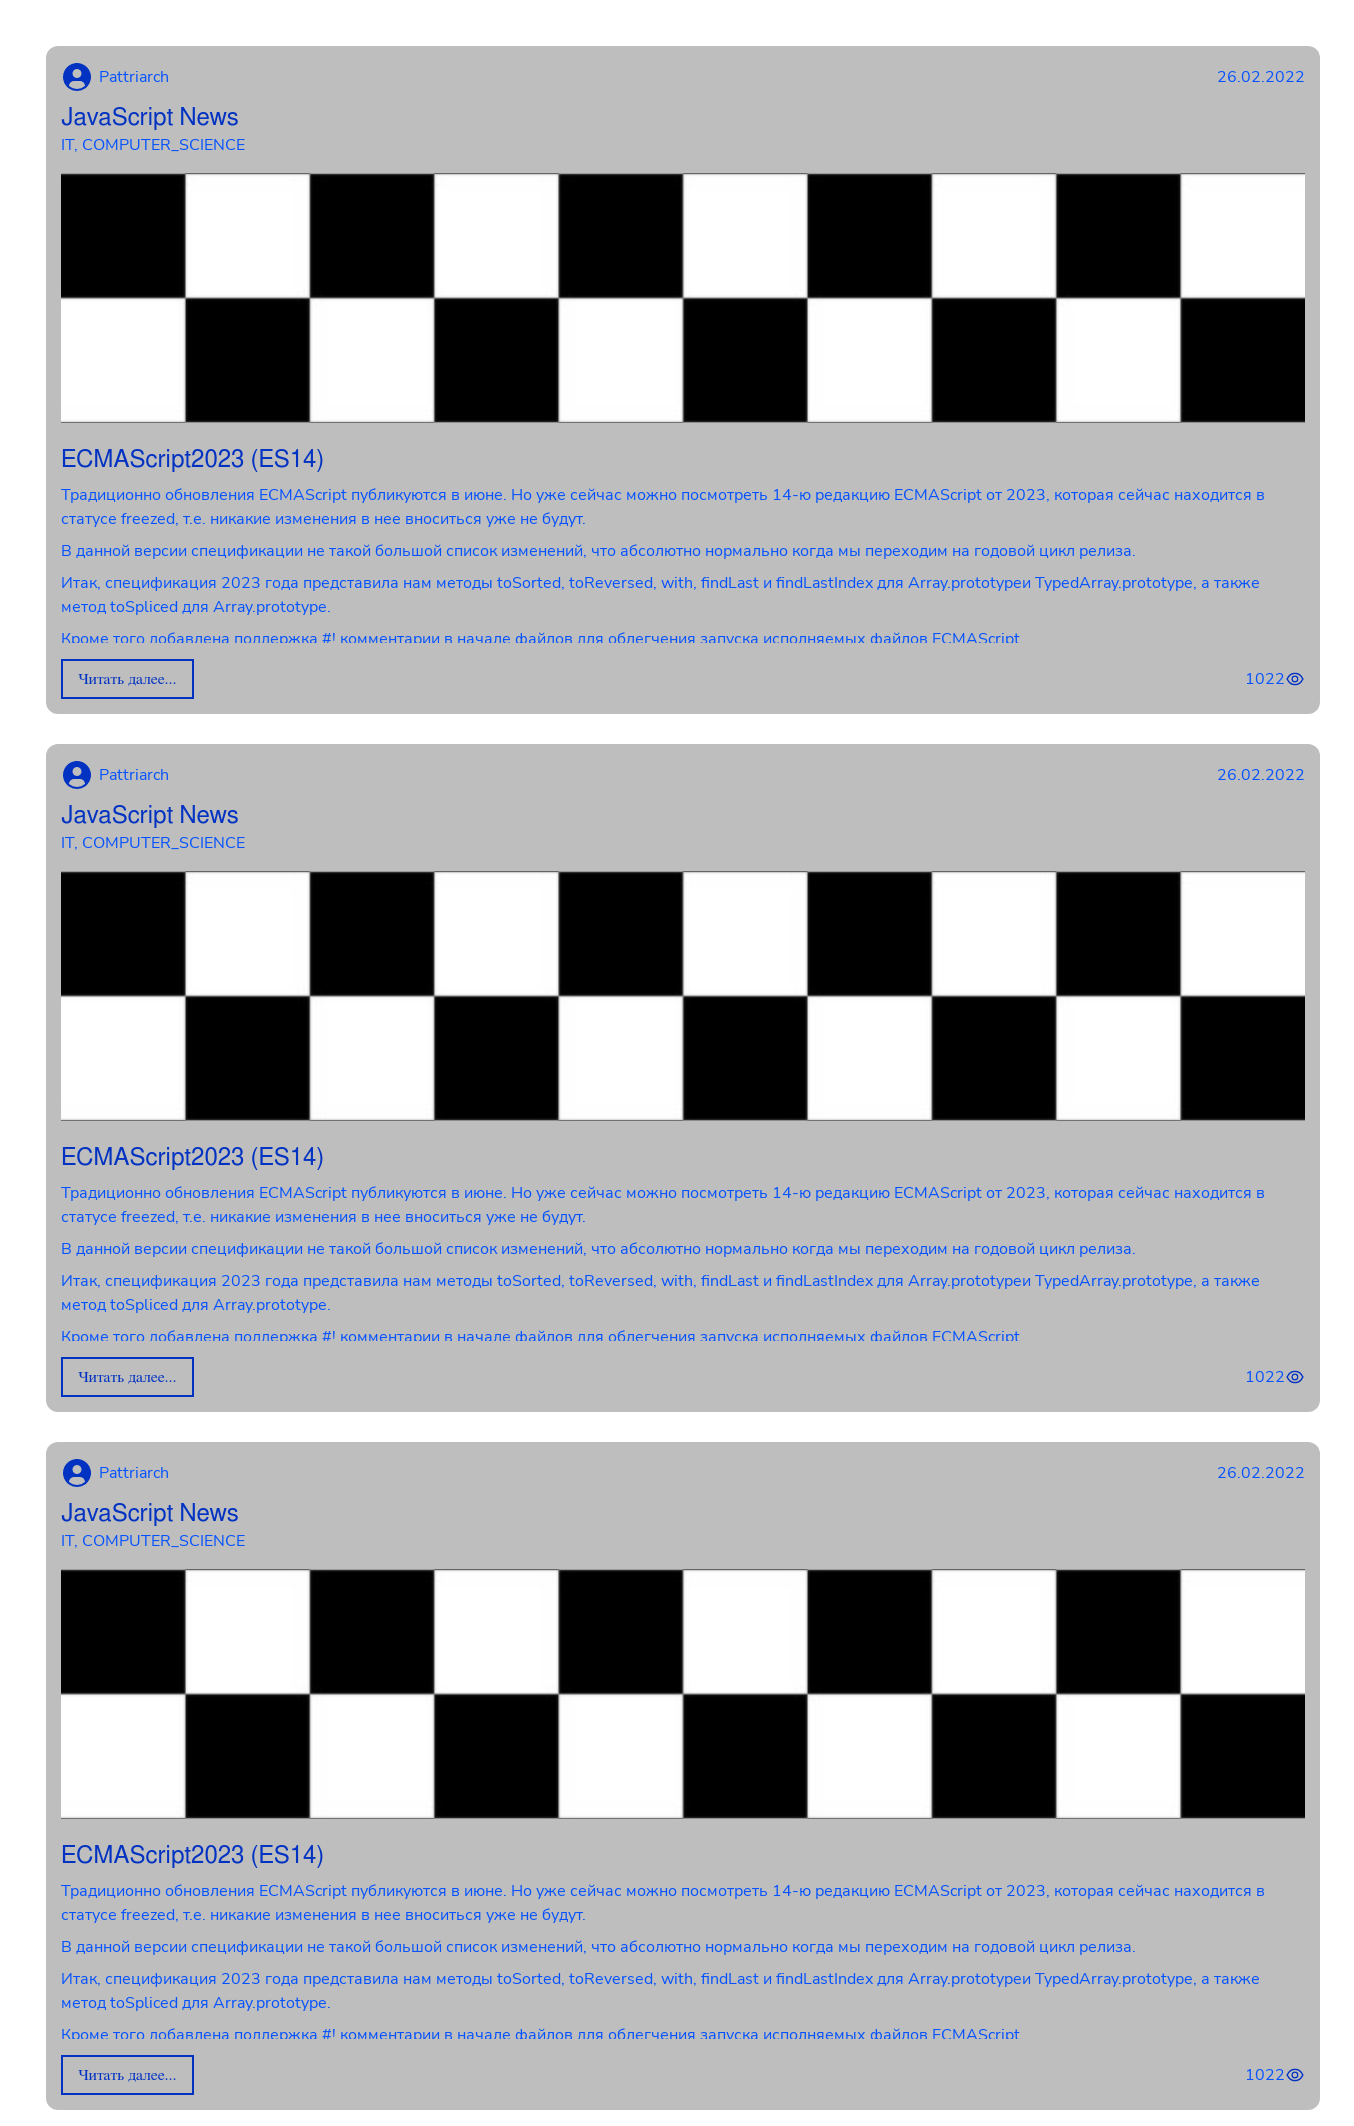 Pattriarch
26.02.2022
JavaScript News
IT, COMPUTER_SCIENCE
ECMAScript2023 (ES14)
Традиционно обновления ECMAScript публикуются в июне. Но уже сейчас можно посмотреть 14-ю редакцию ECMAScript от 2023, которая сейчас находится в
статусе freezed, т.е. никакие изменения в нее вноситься уже не будут.
В данной версии спецификации не такой большой список изменений, что абсолютно нормально когда мы переходим на годовой цикл релиза.
Итак, спецификация 2023 года представила нам методы toSorted, toReversed, with, findLast и findLastIndex для Array.prototypeи TypedArray.prototype, а также
метод toSpliced для Array.prototype.
Кроме того добавлена поддержка #! комментарии в начале файлов для облегчения запуска исполняемых файлов ECMAScript
Читать далее...
1022
Pattriarch
26.02.2022
JavaScript News
IT, COMPUTER_SCIENCE
ECMAScript2023 (ES14)
Традиционно обновления ECMAScript публикуются в июне. Но уже сейчас можно посмотреть 14-ю редакцию ECMAScript от 2023, которая сейчас находится в
статусе freezed, т.е. никакие изменения в нее вноситься уже не будут.
В данной версии спецификации не такой большой список изменений, что абсолютно нормально когда мы переходим на годовой цикл релиза.
Итак, спецификация 2023 года представила нам методы toSorted, toReversed, with, findLast и findLastIndex для Array.prototypeи TypedArray.prototype, а также
метод toSpliced для Array.prototype.
Кроме того добавлена поддержка #! комментарии в начале файлов для облегчения запуска исполняемых файлов ECMAScript
Читать далее...
1022
Pattriarch
26.02.2022
JavaScript News
IT, COMPUTER_SCIENCE
ECMAScript2023 (ES14)
Традиционно обновления ECMAScript публикуются в июне. Но уже сейчас можно посмотреть 14-ю редакцию ECMAScript от 2023, которая сейчас находится в
статусе freezed, т.е. никакие изменения в нее вноситься уже не будут.
В данной версии спецификации не такой большой список изменений, что абсолютно нормально когда мы переходим на годовой цикл релиза.
Итак, спецификация 2023 года представила нам методы toSorted, toReversed, with, findLast и findLastIndex для Array.prototypeи TypedArray.prototype, а также
метод toSpliced для Array.prototype.
Кроме того добавлена поддержка #! комментарии в начале файлов для облегчения запуска исполняемых файлов ECMAScript
Читать далее...
1022